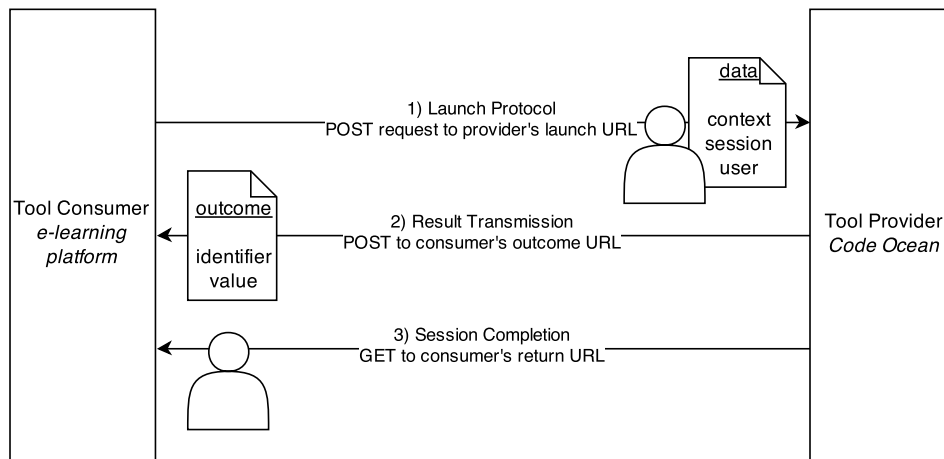 data
context
session
user
1) Launch Protocol
POST request to provider's launch URL
Tool Consumer
e-learning
platform
outcome
identifier
value
2) Result Transmission
POST to consumer's outcome URL
Tool Provider
Code Ocean
3) Session Completion
GET to consumer's return URL